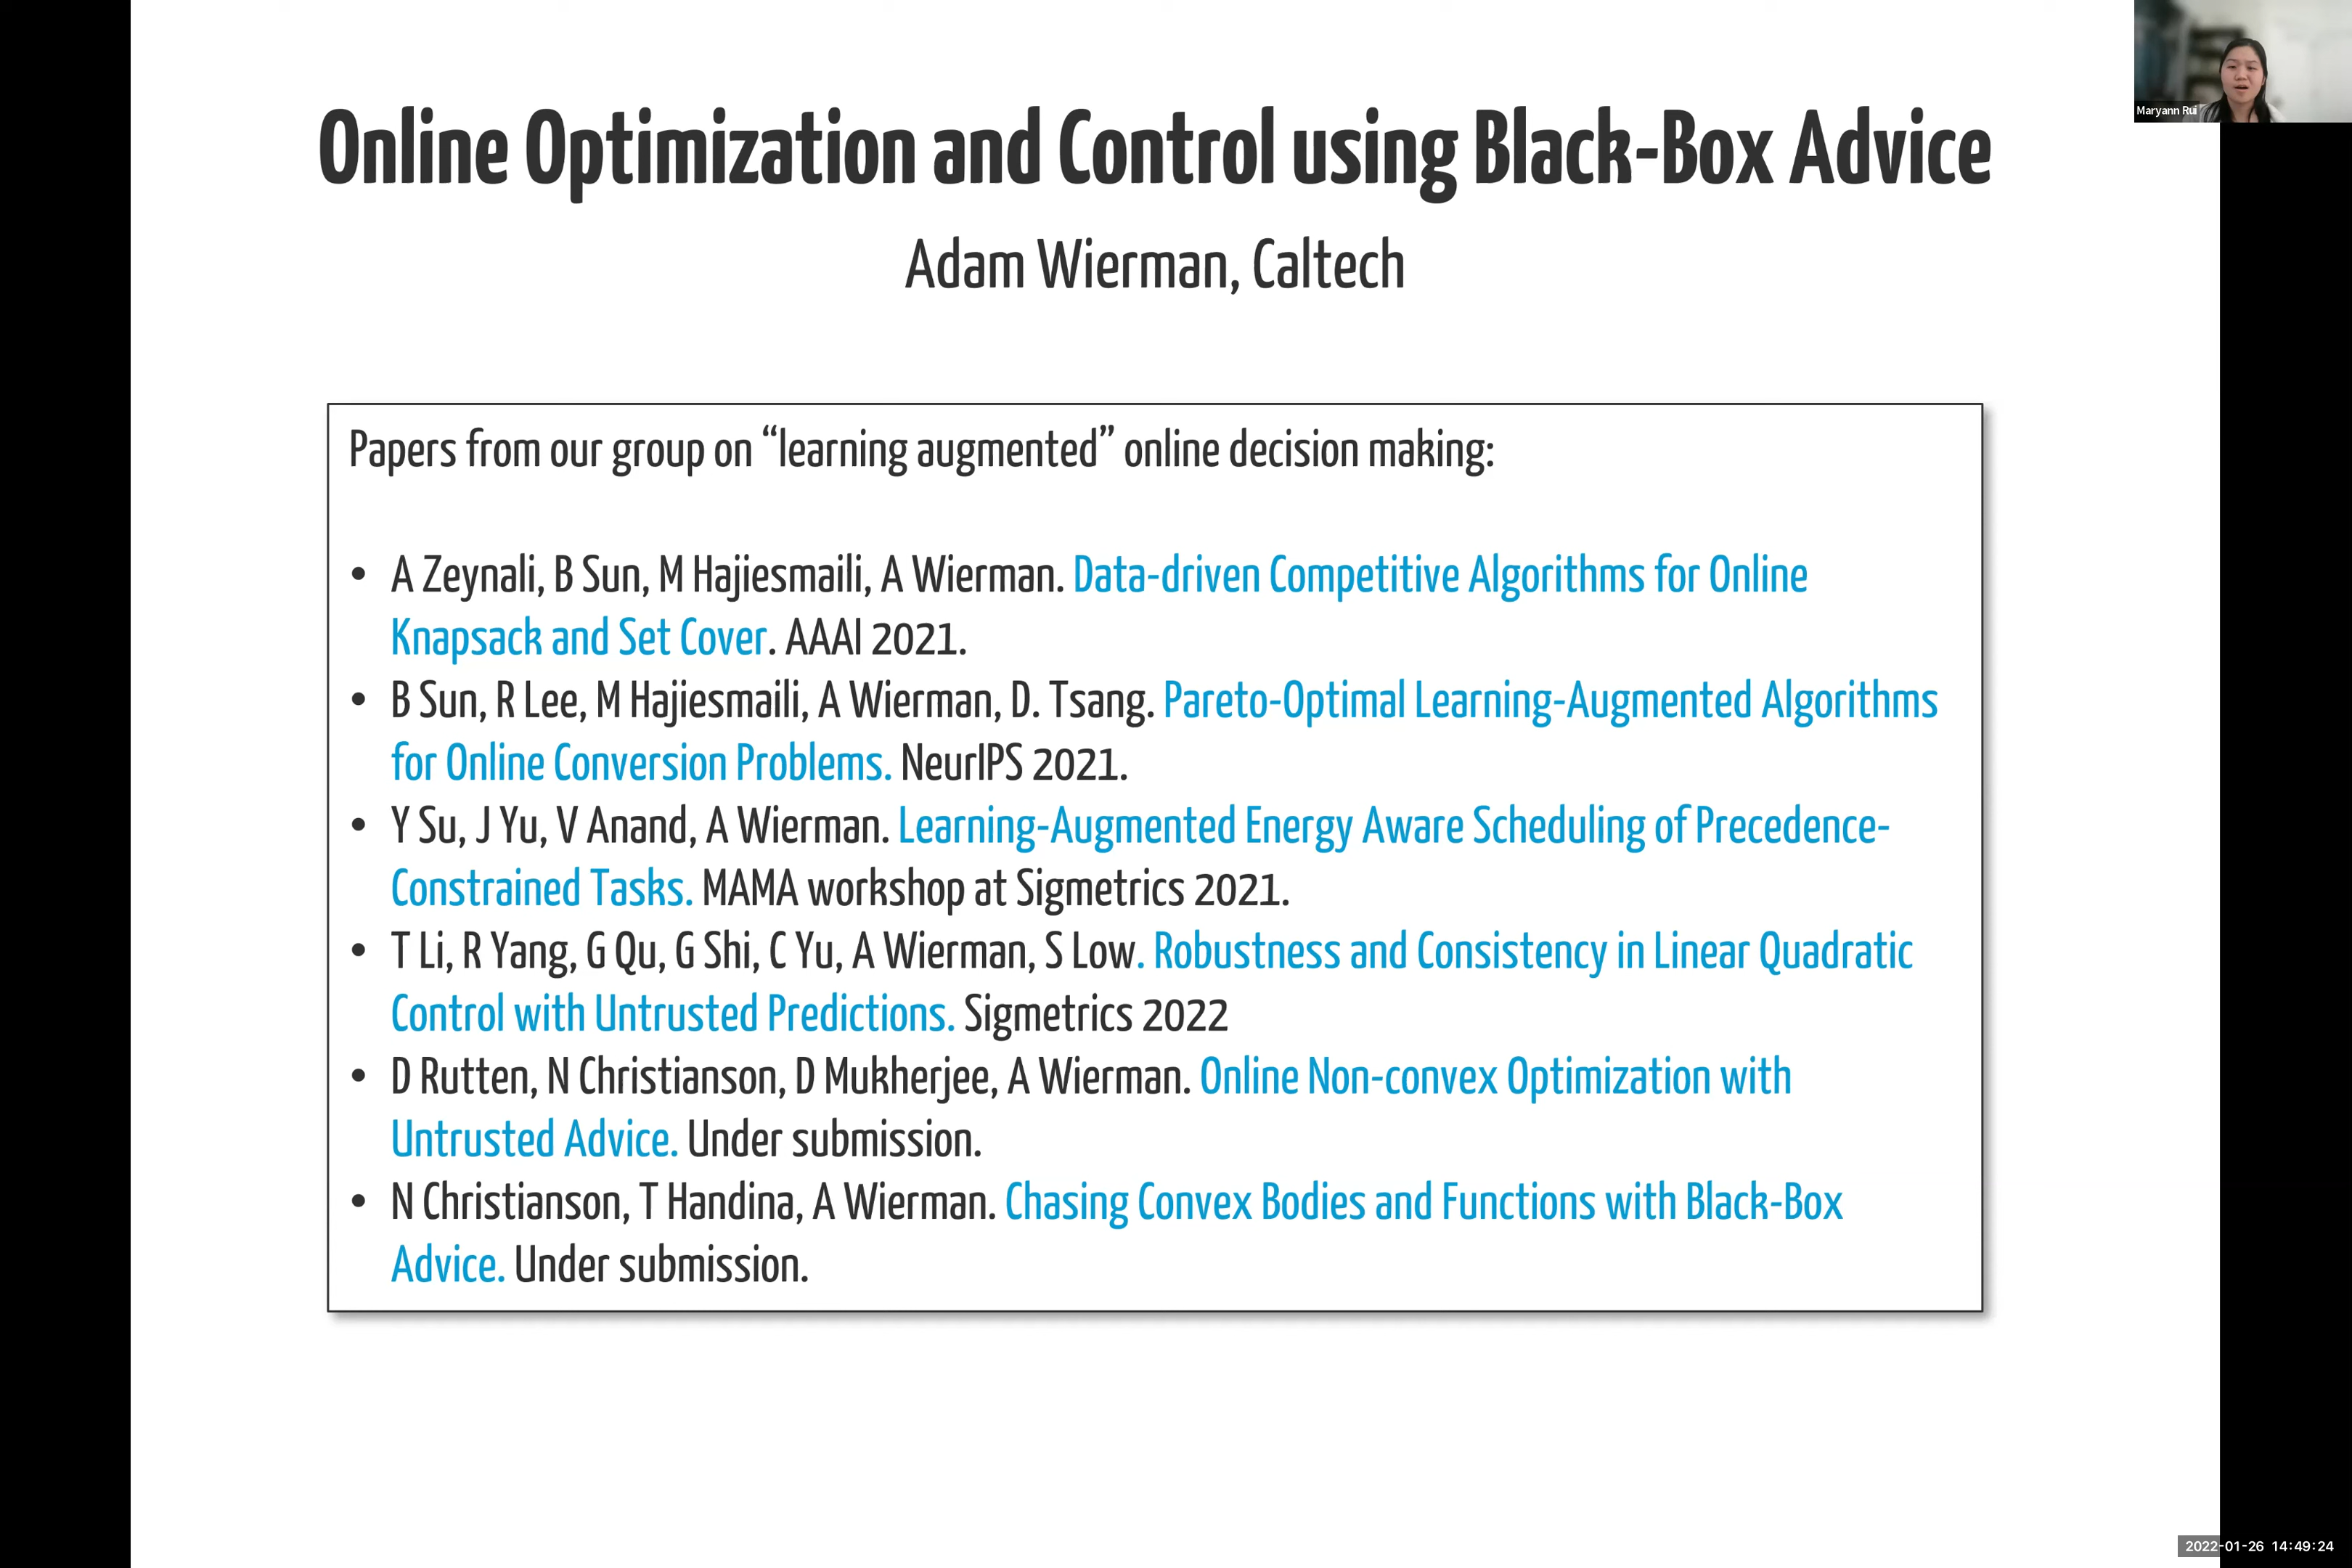 Online Optimization and Control using Black-Box Advice
Adam Wierman, Caltech
Maryann Rui
Papers from our group on “learning augmented” online decision making:
• A Zeynali, B Sun, M Hajiesmaili, A Wierman. Data-driven Competitive Algorithms for Online
Knapsack and Set Cover. AAAI 2021.
• B Sun, R Lee, M Hajiesmaili, A Wierman, D. Tsang. Pareto-Optimal Learning-Augmented Algorithms
for Online Conversion Problems. NeurIPS 2021.
• Y Su, J Yu, V Anand, A Wierman. Learning-Augmented Energy Aware Scheduling of Precedence-
Constrained Tasks. MAMA workshop at Sigmetrics 2021.
• T Li, R Yang, G Qu, G Shi, C Yu, A Wierman, S Low. Robustness and Consistency in Linear Quadratic
Control with Untrusted Predictions. Sigmetrics 2022
• D Rutten, N Christianson, D Mukherjee, A Wierman. Online Non-convex Optimization with
Untrusted Advice. Under submission.
• N Christianson, T Handina, A Wierman. Chasing Convex Bodies and Functions with Black-Box
Advice. Under submission.
2022-01-26 14:49:24